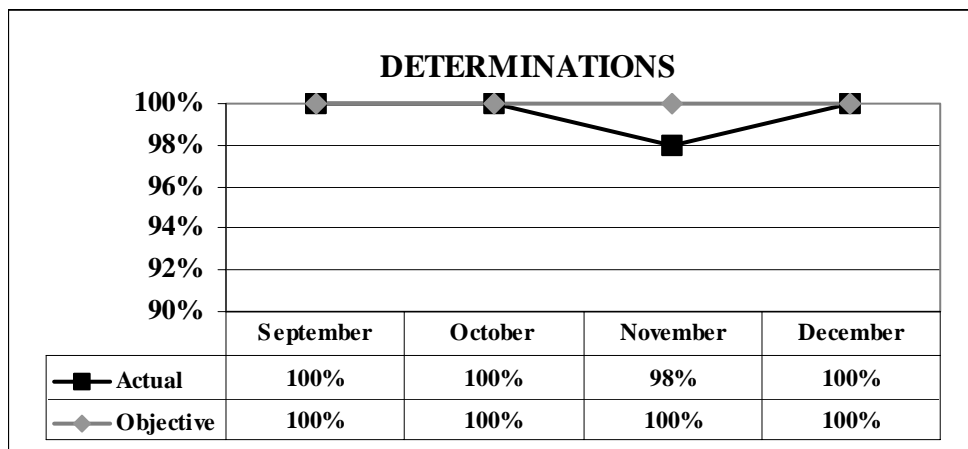 DETERMINATIONS
100%
98%
96%
94%
92%
90%
September October November December
Actual 100% 100% 98% 100%
Objective 100% 100% 100% 100%